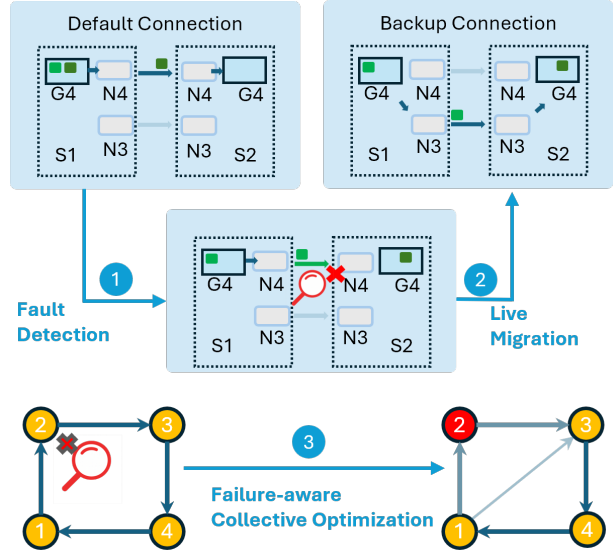 Default Connection
Backup Connection
G4 N4 N4 G4
S1 N3 N3 S2
G4 N4 N4 G4
S1 N3 N3 S2
1
Fault
Detection
G4 N4 N4 G4
S1 N3 N3 S2
2
Live
Migration
2 3
1 4
3
Failure-aware
Collective Optimization
2 3
1 4